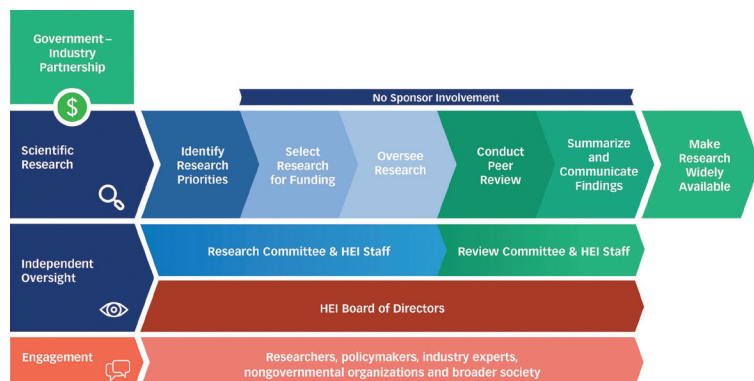 Government –
Industry
Partnership
$
No Sponsor Involvement
Scientific
Research
Identify
Research
Priorities
Select
Research
for Funding
Oversee
Research
Conduct
Peer
Review
Summarize
and
Communicate
Findings
Make
Research
Widely
Available
Independent
Oversight
Research Committee & HEI Staff
Review Committee & HEI Staff
HEI Board of Directors
Engagement
Researchers, policymakers, industry experts,
nongovernmental organizations and broader society